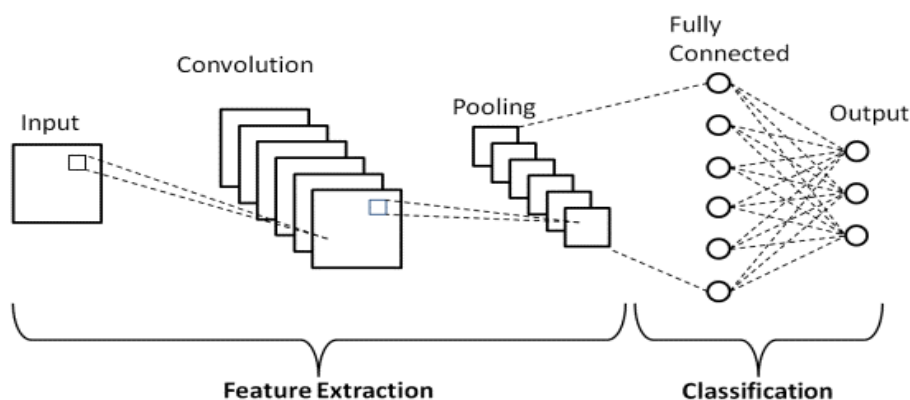 Input
Convolution
Pooling
Fully
Connected
Output
Feature Extraction
Classification